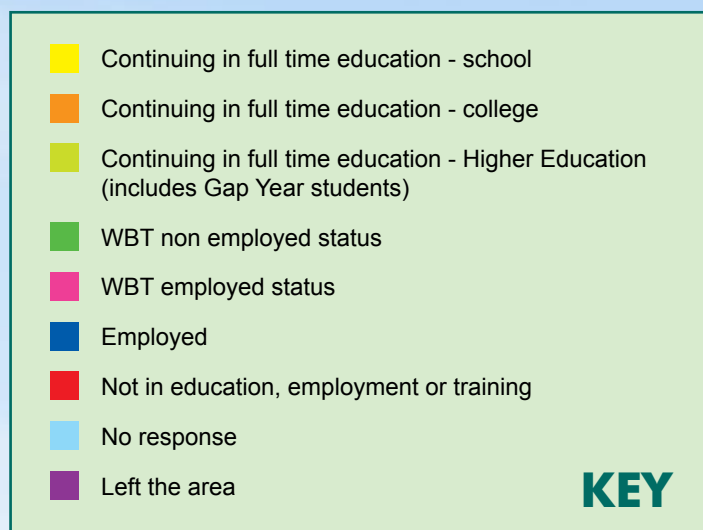 Continuing in full time education - school
Continuing in full time education - college
Continuing in full time education - Higher Education
(includes Gap Year students)
WBT non employed status
WBT employed status
Employed
Not in education, employment or training
No response
Left the area
KEY